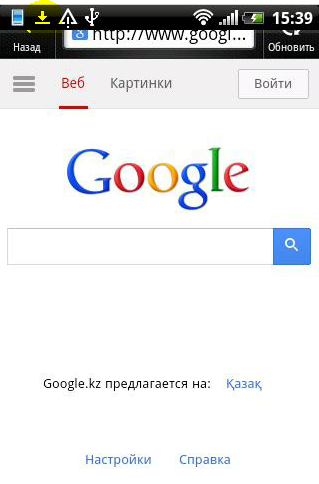 15:39
Назад
http://www.googl...
Обновить
Веб Картинки Войти
Google
Google.kz предлагается на: Қазақ
Настройки Справка